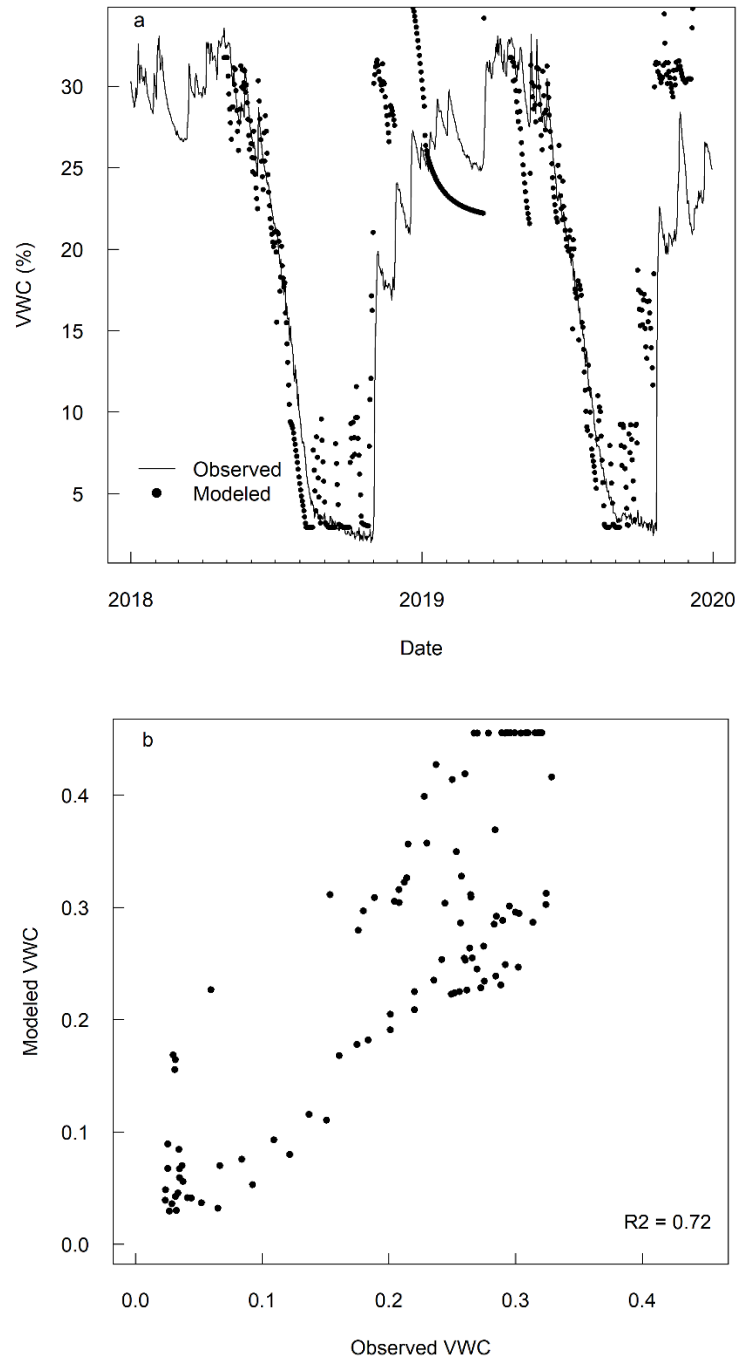 a
VWC (%)
30
25
20
15
10
5
Observed
Modeled
2018
2019
2020
Date
b
Modeled VWC
0.4
0.3
0.2
0.1
0.0
R2 = 0.72
0.0
0.1
0.2
0.3
0.4
Observed VWC